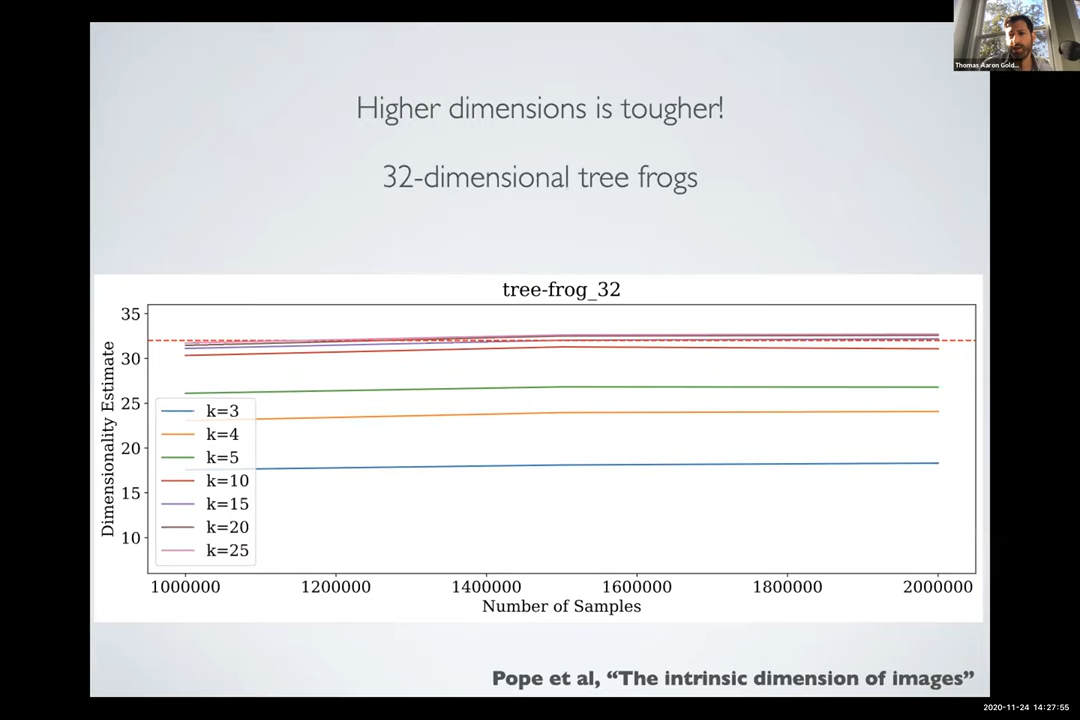 Thomas Aaron Gold...
Higher dimensions is tougher!
32-dimensional tree frogs
tree-frog_32
Dimensionality Estimate
35
30
25
20
15
10
k=3
k=4
k=5
k=10
k=15
k=20
k=25
1000000 1200000 1400000 1600000 1800000 2000000
Number of Samples
Pope et al, “The intrinsic dimension of images”
2020-11-24 14:27:55